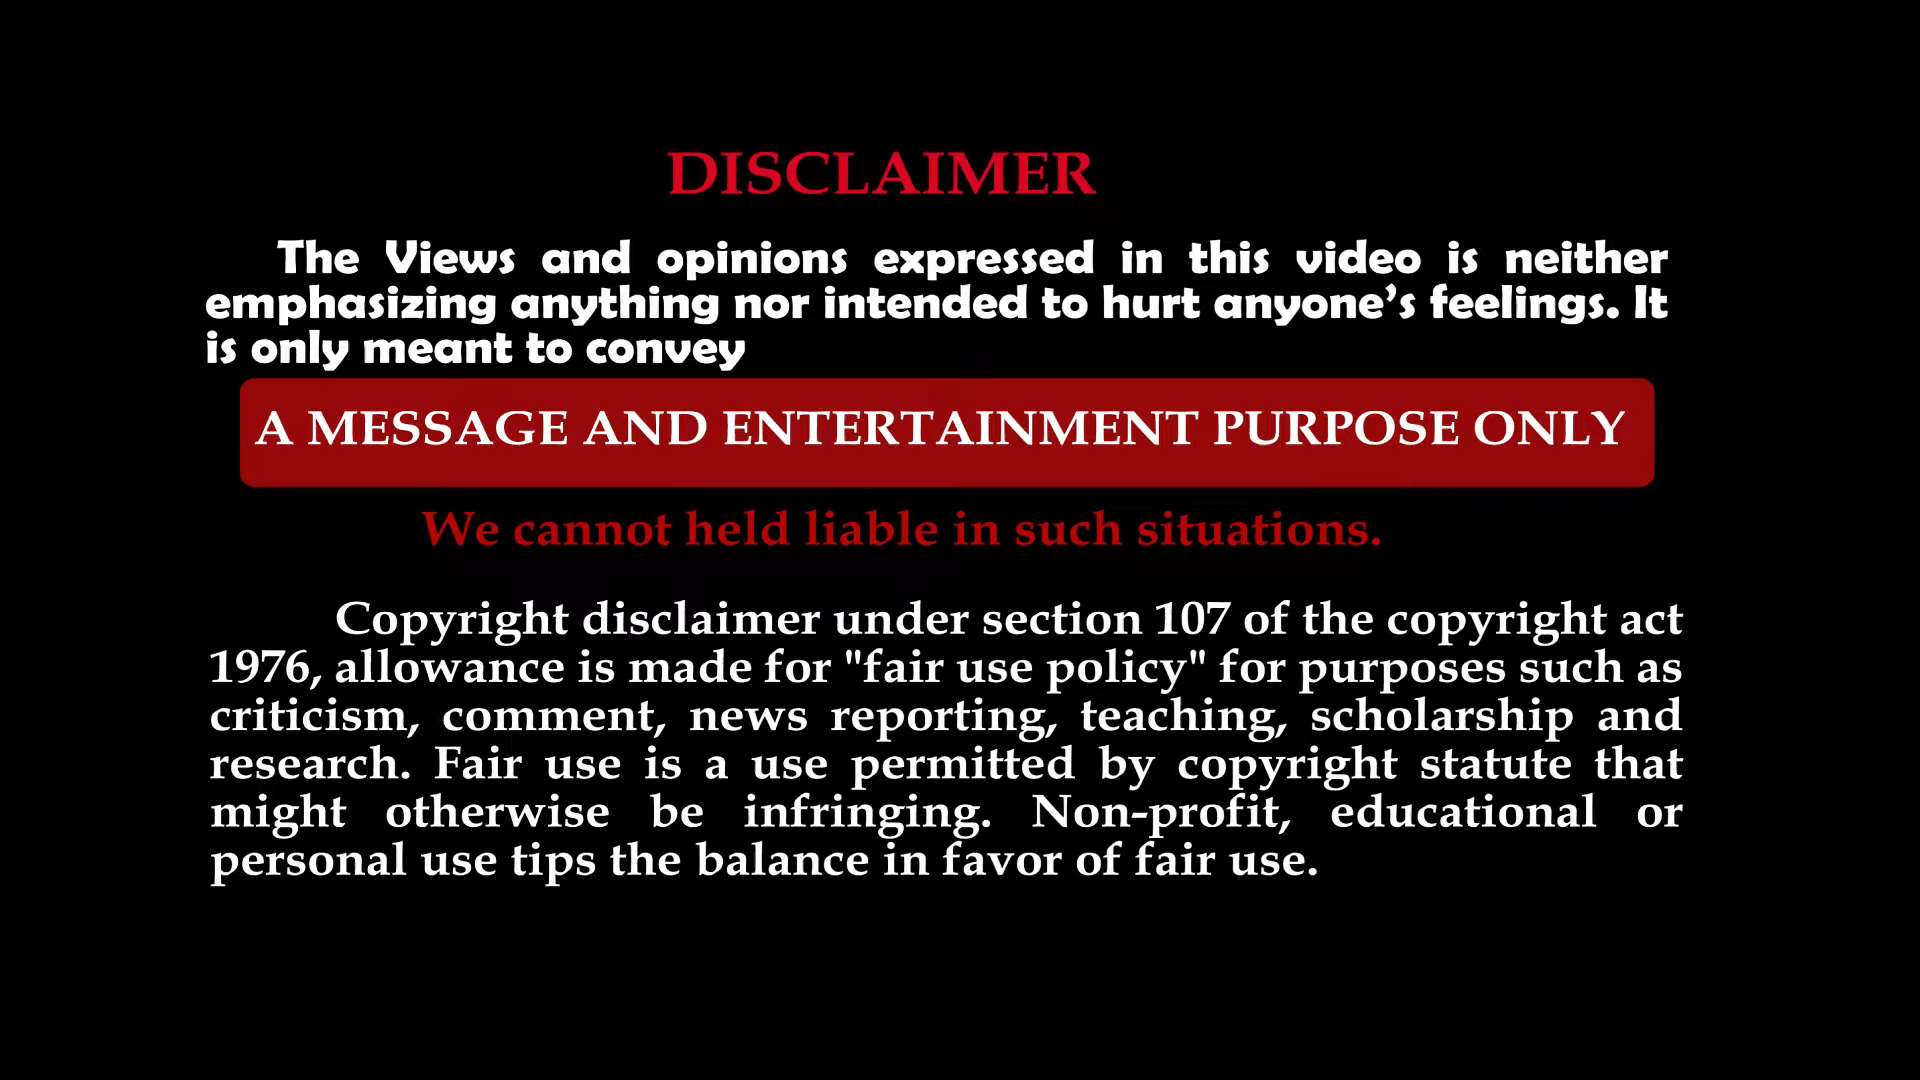 DISCLAIMER
The Views and opinions expressed in this video is neither
emphasizing anything nor intended to hurt anyone’s feelings. It
is only meant to convey
A MESSAGE AND ENTERTAINMENT PURPOSE ONLY
We cannot held liable in such situations.
Copyright disclaimer under section 107 of the copyright act
1976, allowance is made for "fair use policy" for purposes such as
criticism, comment, news reporting, teaching, scholarship and
research. Fair use is a use permitted by copyright statute that
might otherwise be infringing. Non-profit, educational or
personal use tips the balance in favor of fair use.